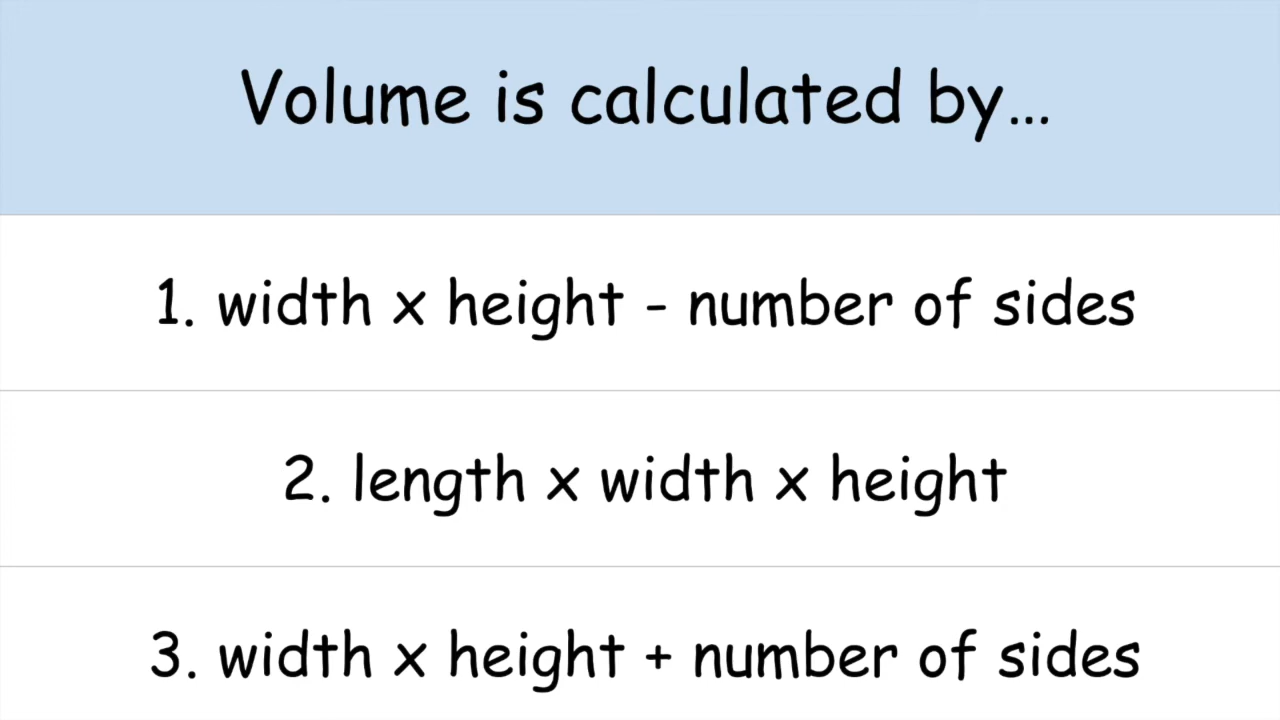 Volume is calculated by...
1. width x height - number of sides
2. length x width x height
3. width x height + number of sides